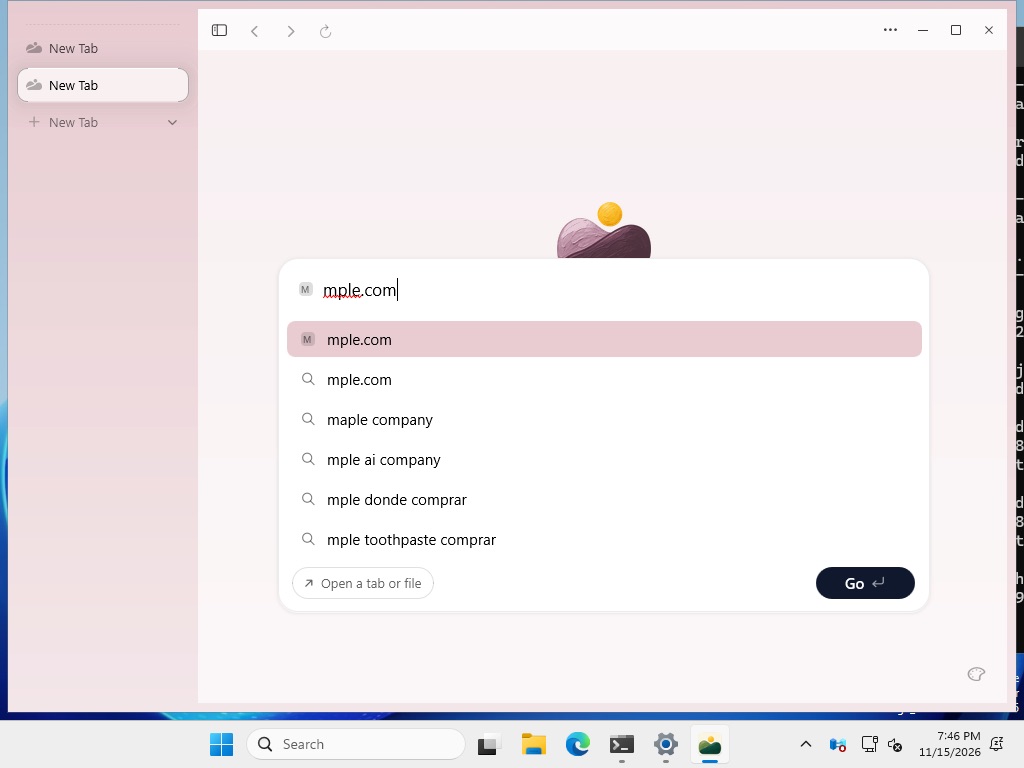 New Tab
New Tab
New Tab
M mple.com
M mple.com
mple.com
maple company
mple ai company
mple donde comprar
mple toothpaste comprar
Open a tab or file
Go
Search
7:46 PM
11/15/2026